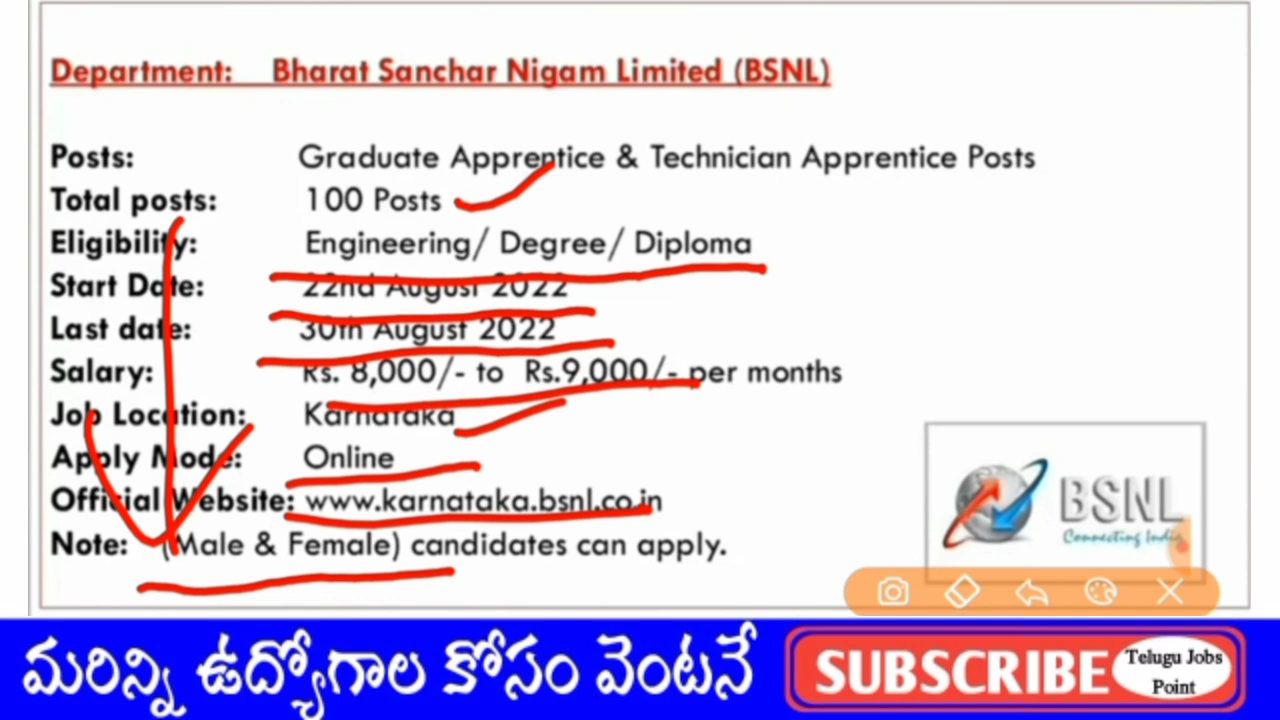 Department: Bharat Sanchar Nigam Limited (BSNL)
Posts: Graduate Apprentice & Technician Apprentice Posts
Total posts: 100 Posts
Eligibility: Engineering/ Degree/ Diploma
Start Date: 22nd August 2022
Last date: 30th August 2022
Salary: Rs. 8,000/- to Rs.9,000/- per months
Job Location: Karnataka
Apply Mode: Online
Official Website: www.karnataka.bsnl.co.in
Note: (Male & Female) candidates can apply.
BSNL
Connecting India
మరిన్ని ఉద్యోగాల కోసం వెంటనే SUBSCRIBE
Telugu Jobs
Point